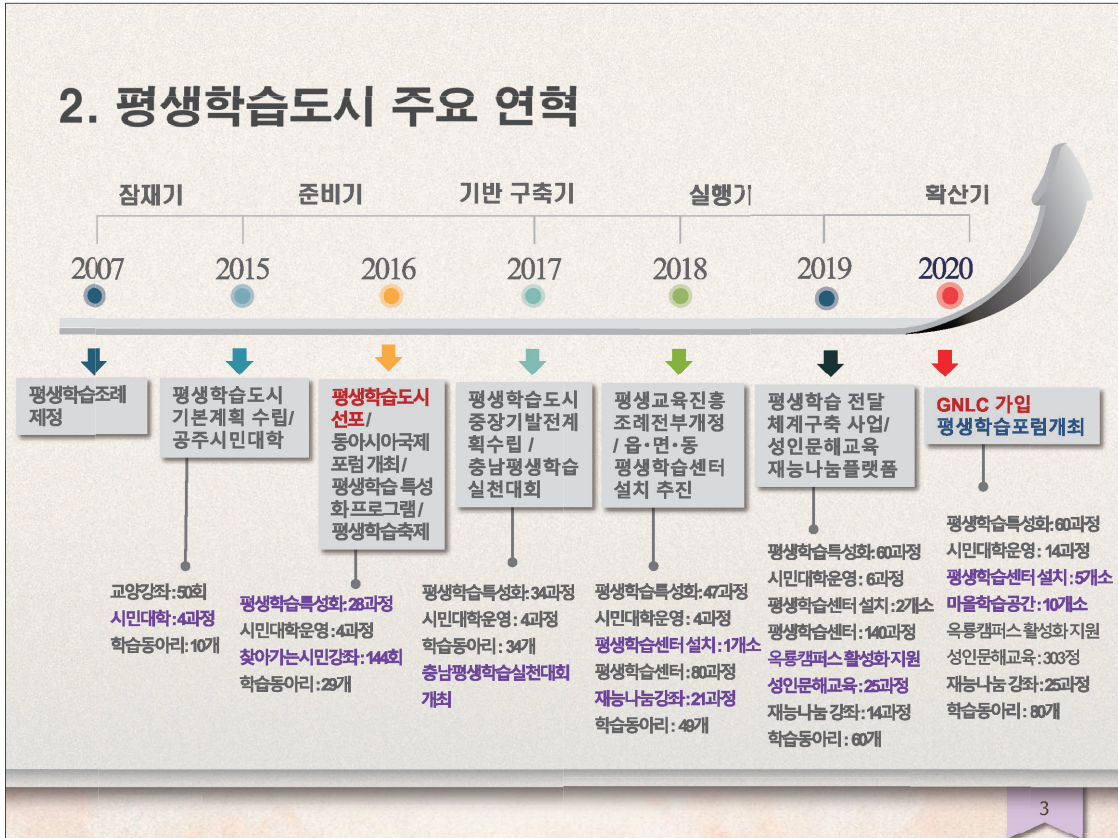 2. 평생학습도시 주요 연혁
잠재기
준비기
기반 구축기
실행기
확산기
2007
2015
2016
2017
2018
2019
2020
평생학습조례
제정
평생학습도시
기본계획 수립/
공주시민대학
평생학습도시
선포/
동아시아국제
포럼 개최/
평생학습 특성
화프로그램/
평생학습축제
평생학습도시
중장기발전계
획수립 /
충남평생학습
실천대회
평생교육진흥
조례전부개정
/ 읍·면·동
평생학습센터
설치 추진
평생학습 전달
체계구축 사업/
성인문해교육
재능나눔플랫폼
GNLC 가입
평생학습포럼개최
교양강좌 : 50회
시민대학 : 4과정
학습동아리 : 10개
평생학습특성화 : 28과정
시민대학운영 : 4과정
찾아가는시민강좌 : 144회
학습동아리 : 29개
평생학습특성화 : 34과정
시민대학운영 : 4과정
학습동아리 : 34개
충남평생학습실천대회
개최
평생학습특성화 : 47과정
시민대학운영 : 4과정
평생학습센터 설치 : 1개소
평생학습센터 : 80과정
재능나눔강좌 : 21과정
학습동아리 : 49개
평생학습특성화 : 60과정
시민대학운영 : 6과정
평생학습센터 설치 : 2개소
평생학습센터 : 140과정
옥룡캠퍼스 활성화 지원
성인문해교육 : 25과정
재능나눔 강좌 : 14과정
학습동아리 : 60개
평생학습특성화 : 60과정
시민대학운영 : 14과정
평생학습센터 설치 : 5개소
마을학습공간 : 10개소
옥룡캠퍼스 활성화 지원
성인문해교육 : 303정
재능나눔 강좌 : 25과정
학습동아리 : 80개
3